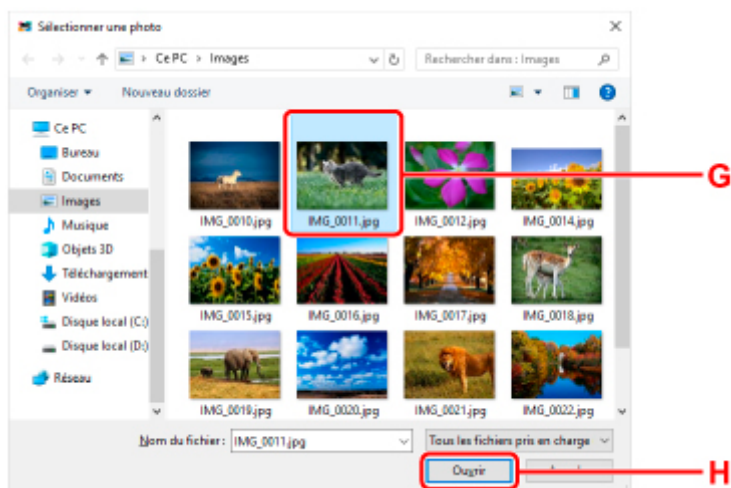 Sélectionner une photo
Ce PC > Images
Rechercher dans : Images
Organiser
Nouveau dossier
Ce PC
Bureau
Documents
Images
Musique
Objets 3D
Téléchargement
Vidéos
Disque local (C:)
Disque local (D:)
Réseau
IMG_0010.jpg
IMG_0011.jpg
IMG_0012.jpg
IMG_0014.jpg
G
IMG_0015.jpg
IMG_0016.jpg
IMG_0017.jpg
IMG_0018.jpg
IMG_0019.jpg
IMG_0020.jpg
IMG_0021.jpg
IMG_0022.jpg
Nom du fichier : IMG_0011.jpg
Tous les fichiers pris en charge
Ouvrir
H